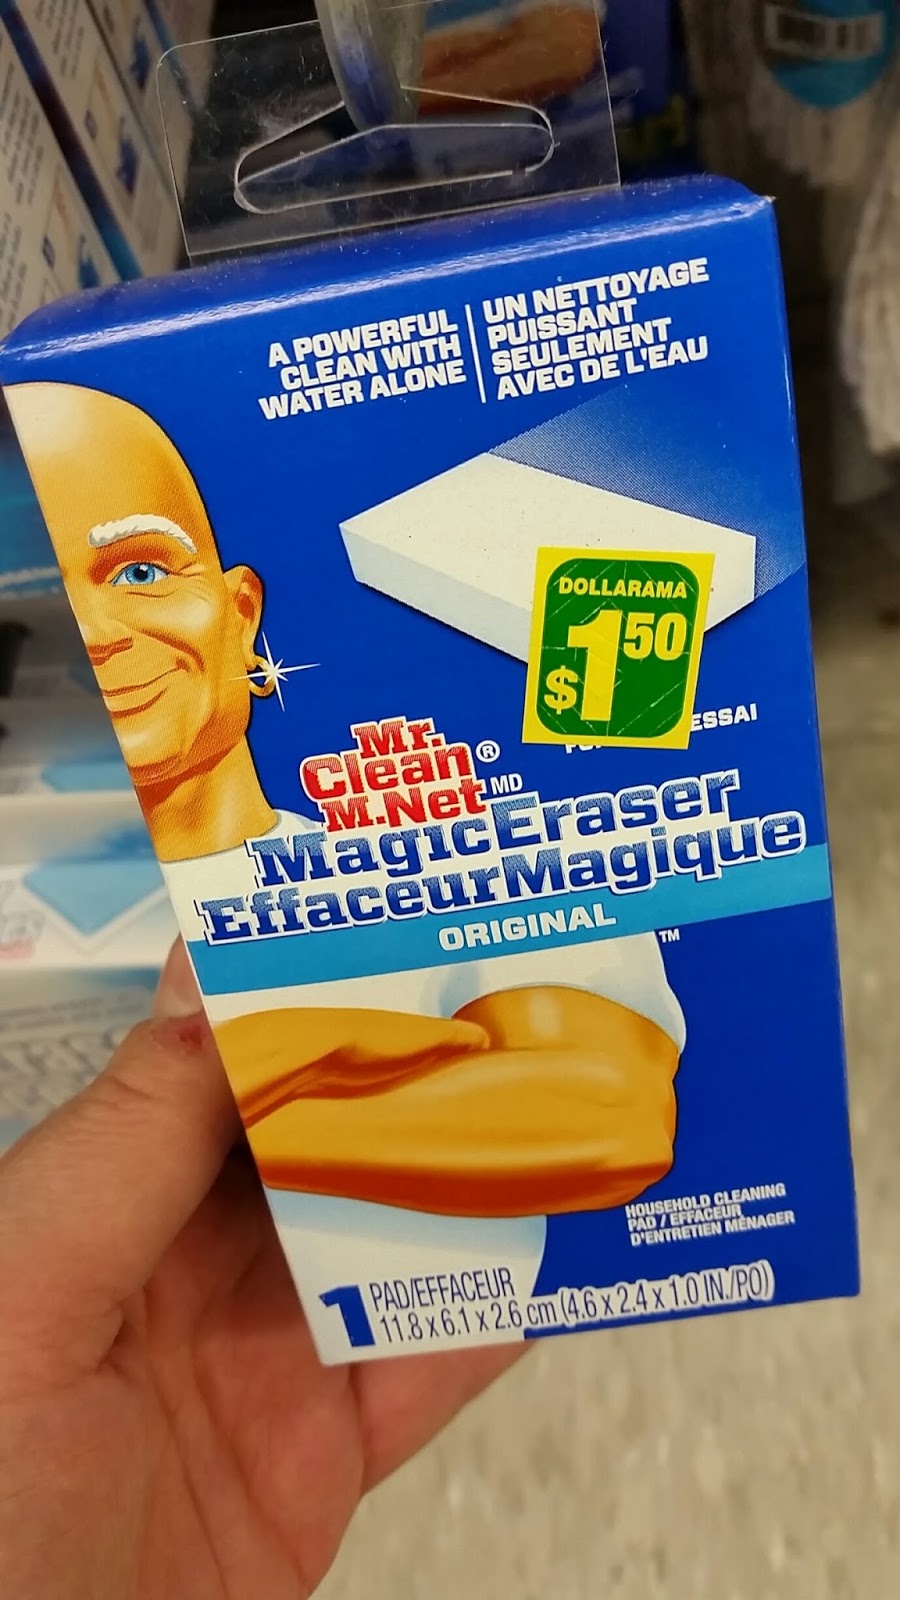 A POWERFUL
CLEAN WITH
WATER ALONE
UN NETTOYAGE
PUISSANT
SEULEMENT
AVEC DE L'EAU
DOLLARAMA
$1.50
ESSAI
Mr.
Clean®
M.Net MD
MagicEraser
EffaceurMagique
ORIGINAL
TM
HOUSEHOLD CLEANING
PAD / EFFACEUR
D'ENTRETIEN MÉNAGER
1 PAD/EFFACEUR
11.8 x 6.1 x 2.6 cm (4.6 x 2.4 x 1.0 IN./PO)